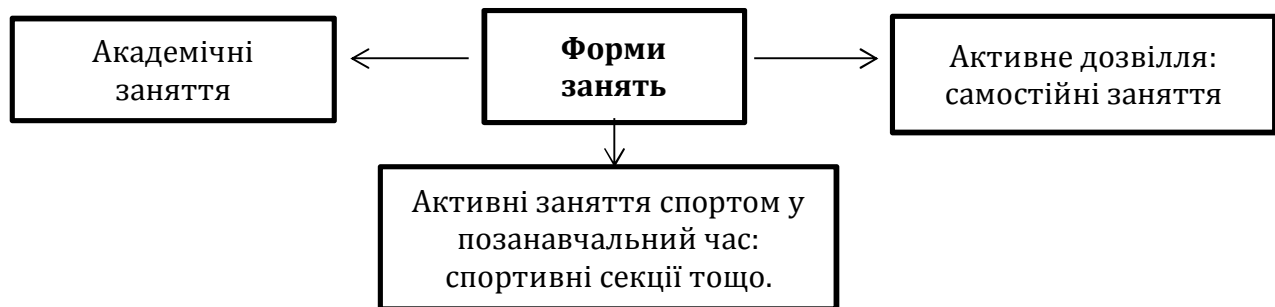 Академічні
заняття
Форми
занять
Активне дозвілля:
самостійні заняття
Активні заняття спортом у
позанавчальний час:
спортивні секції тощо.